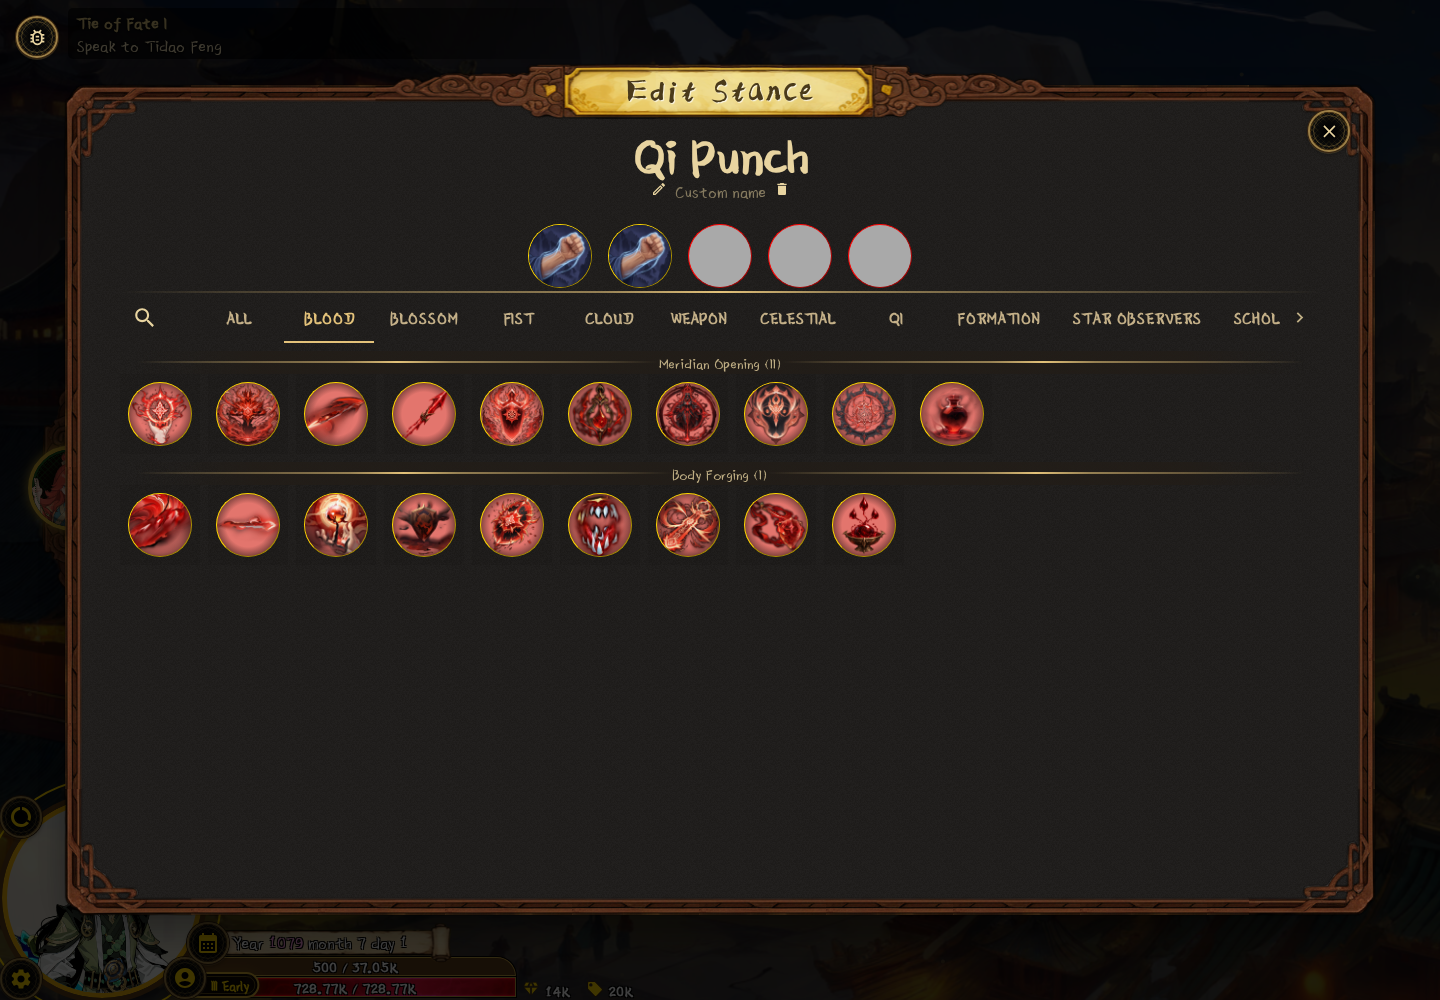 Tie of Fate I
Speak to Tidao Feng
Edit Stance
Qi Punch
Custom name
ALL BLOOD BLOSSOM FIST CLOUD WEAPON CELESTIAL QI FORMATION STAR OBSERVERS SCHOL
Meridian Opening (II)
Body Forging (I)
Year 1079 month 7 day 1
500 / 37.05K
III Early
728.77K / 728.77K
14K
20K